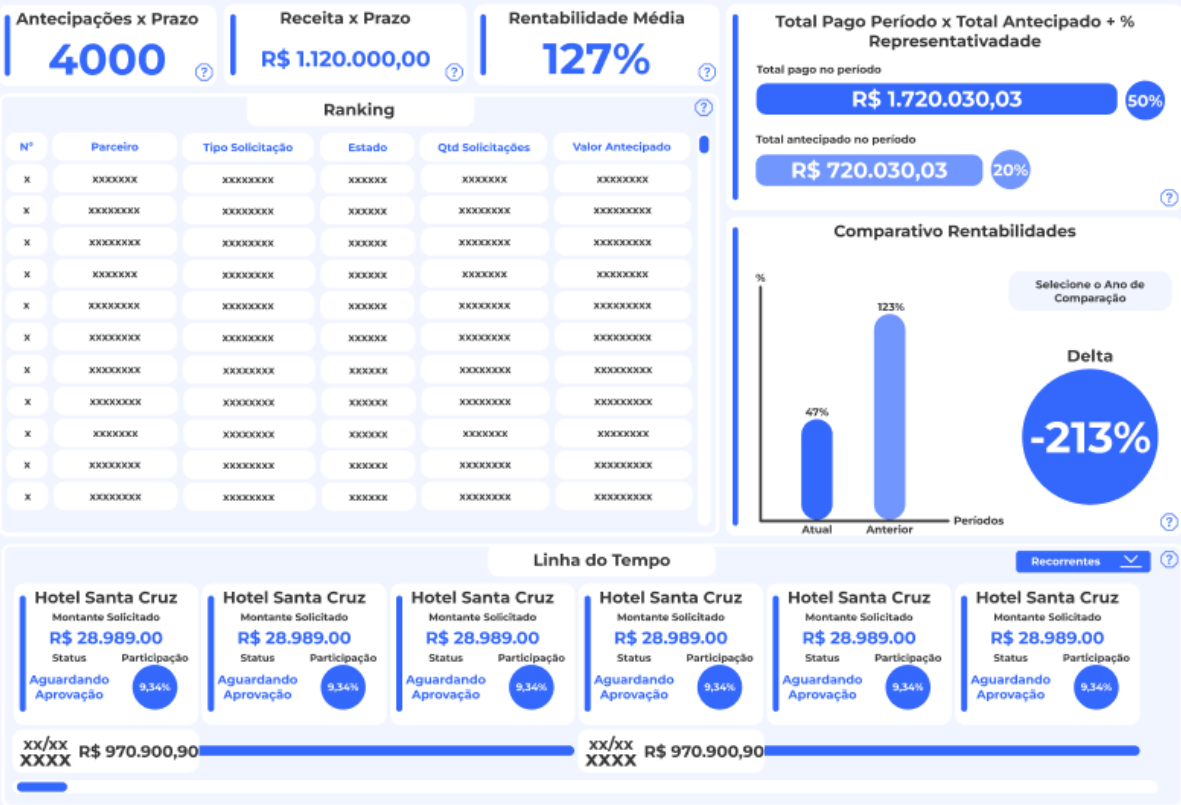 Antecipações x Prazo
4000
?
Receita x Prazo
R$ 1.120.000,00
?
Rentabilidade Média
127%
?
Total Pago Período x Total Antecipado + %
Representativadade
Total pago no período
R$ 1.720.030,03
50%
Total antecipado no período
R$ 720.030,03
20%
?
Ranking
?
Nº Parceiro Tipo Solicitação Estado Qtd Solicitações Valor Antecipado
x xxxxxxx xxxxxxxx xxxxxx xxxxxxx xxxxxxxx
x xxxxxxxx xxxxxxxx xxxxxx xxxxxxxx xxxxxxxxx
x xxxxxxxx xxxxxxxx xxxxxx xxxxxxxx xxxxxxxxx
x xxxxxxx xxxxxxxx xxxxxx xxxxxxx xxxxxxxx
x xxxxxxxx xxxxxxxx xxxxxx xxxxxxxx xxxxxxxxx
x xxxxxxxx xxxxxxxx xxxxxx xxxxxxxx xxxxxxxxx
x xxxxxxxx xxxxxxxx xxxxxx xxxxxxxx xxxxxxxxx
x xxxxxxxx xxxxxxxx xxxxxx xxxxxxxx xxxxxxxxx
x xxxxxxx xxxxxxxx xxxxxx xxxxxxx xxxxxxxx
x xxxxxxxx xxxxxxxx xxxxxx xxxxxxxx xxxxxxxxx
x xxxxxxxx xxxxxxxx xxxxxx xxxxxxxx xxxxxxxxx
Comparativo Rentabilidades
%
123%
47%
Atual Anterior
Períodos
Selecione o Ano de
Comparação
Delta
-213%
?
Linha do Tempo
Recorrentes
?
Hotel Santa Cruz
Montante Solicitado
R$ 28.989.00
Status Participação
Aguardando
Aprovação
9,34%
Hotel Santa Cruz
Montante Solicitado
R$ 28.989.00
Status Participação
Aguardando
Aprovação
9,34%
Hotel Santa Cruz
Montante Solicitado
R$ 28.989.00
Status Participação
Aguardando
Aprovação
9,34%
Hotel Santa Cruz
Montante Solicitado
R$ 28.989.00
Status Participação
Aguardando
Aprovação
9,34%
Hotel Santa Cruz
Montante Solicitado
R$ 28.989.00
Status Participação
Aguardando
Aprovação
9,34%
Hotel Santa Cruz
Montante Solicitado
R$ 28.989.00
Status Participação
Aguardando
Aprovação
9,34%
xx/xx
xxxx
R$ 970.900,90
xx/xx
xxxx
R$ 970.900,90